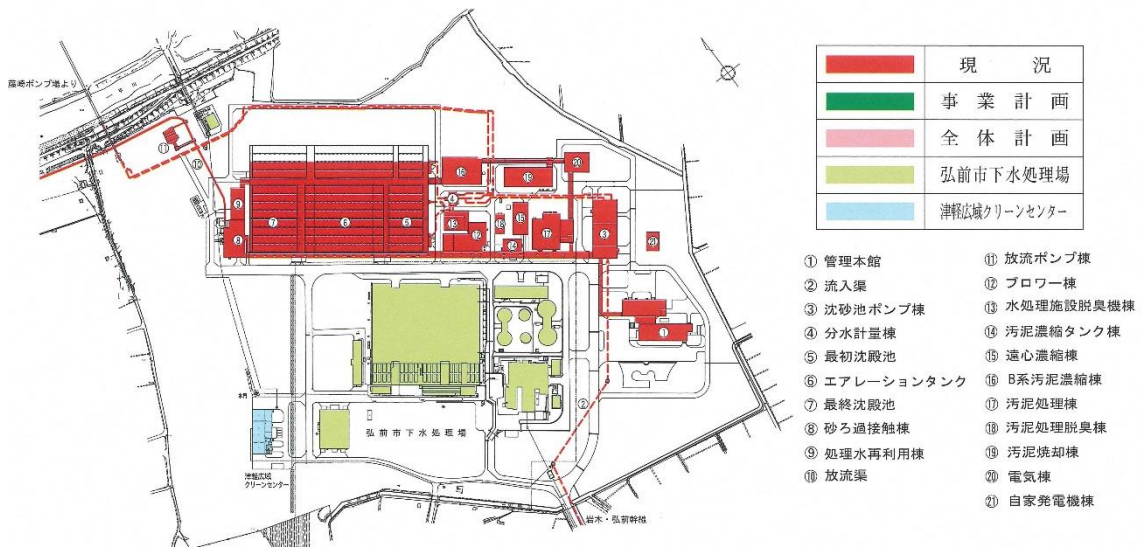 藤崎ポンプ場より
弘前市下水処理場
津軽広域
クリーンセンター
岩木・弘前幹線
現　況
事業計画
全体計画
弘前市下水処理場
津軽広域クリーンセンター
① 管理本館
② 流入渠
③ 沈砂池ポンプ棟
④ 分水計量棟
⑤ 最初沈殿池
⑥ エアレーションタンク
⑦ 最終沈殿池
⑧ 砂ろ過接触棟
⑨ 処理水再利用棟
⑩ 放流渠
⑪ 放流ポンプ棟
⑫ ブロワー棟
⑬ 水処理施設脱臭機棟
⑭ 汚泥濃縮タンク棟
⑮ 遠心濃縮棟
⑯ B系汚泥濃縮棟
⑰ 汚泥処理棟
⑱ 汚泥処理脱臭棟
⑲ 汚泥焼却棟
⑳ 電気棟
㉑ 自家発電機棟